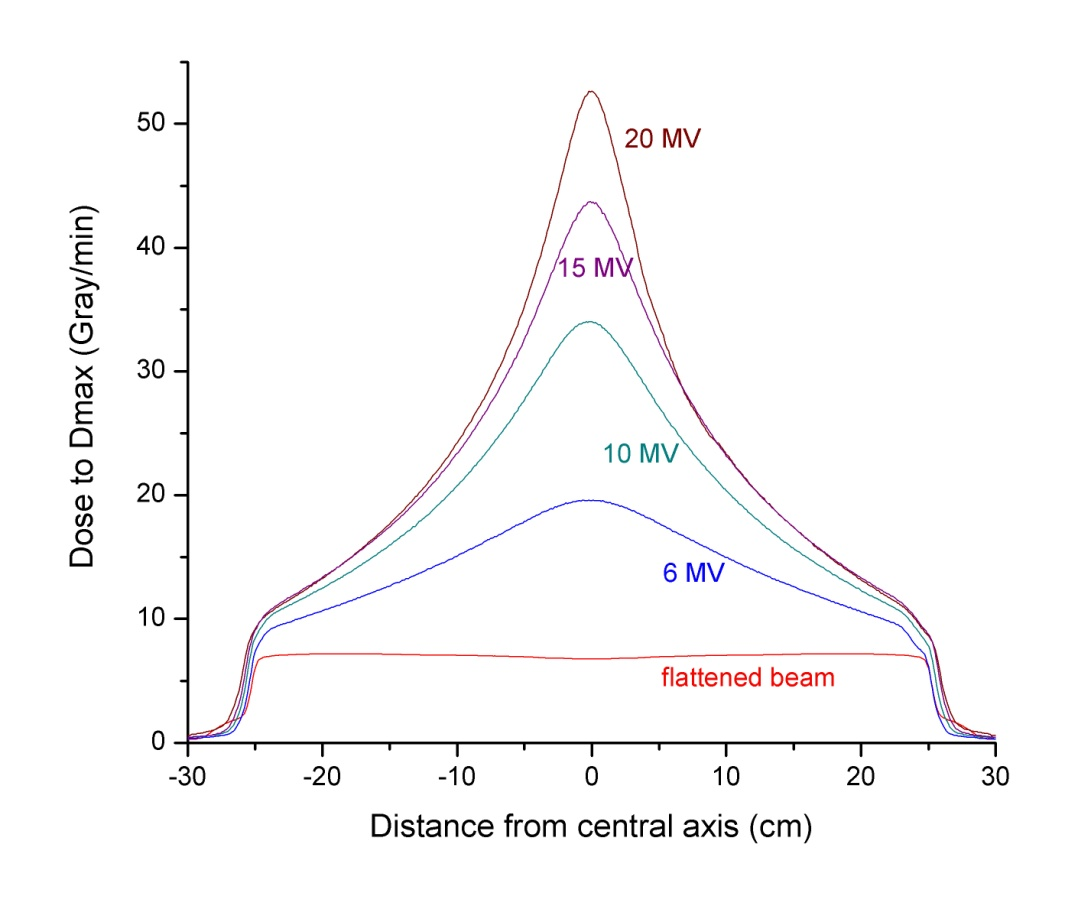 50
20 MV
40
15 MV
30
10 MV
20
6 MV
10
flattened beam
0
Dose to Dmax (Gray/min)
-30 -20 -10 0 10 20 30
Distance from central axis (cm)